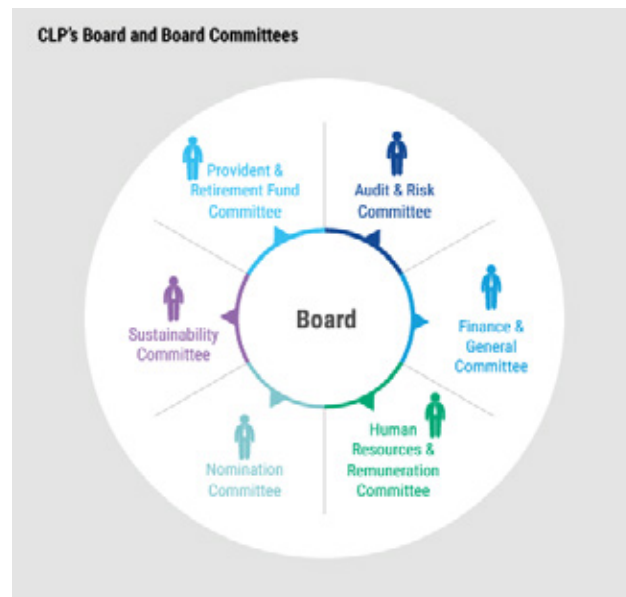 CLP's Board and Board Committees
Provident &
Retirement Fund
Committee
Audit & Risk
Committee
Sustainability
Committee
Board
Finance &
General
Committee
Nomination
Committee
Human
Resources &
Remuneration
Committee